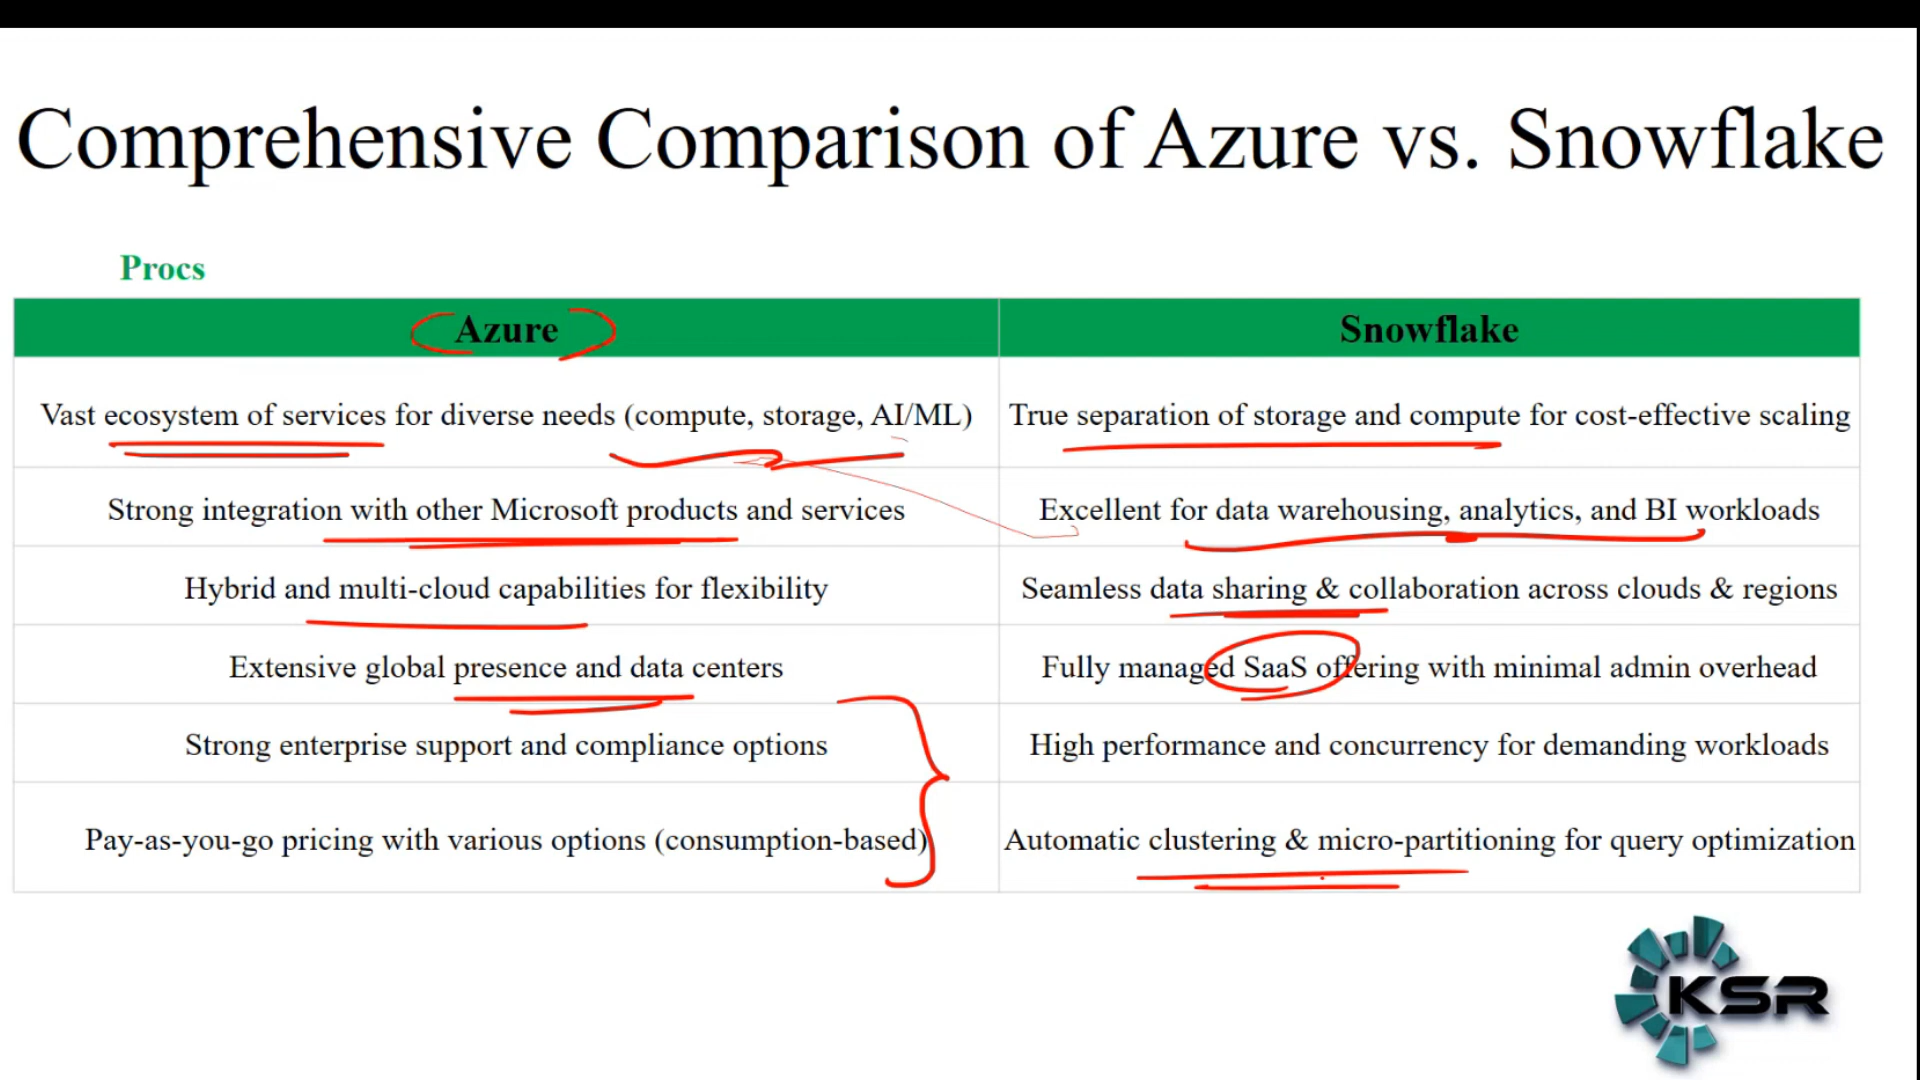 Comprehensive Comparison of Azure vs. Snowflake
Procs
Azure Snowflake
Vast ecosystem of services for diverse needs (compute, storage, AI/ML) True separation of storage and compute for cost-effective scaling
Strong integration with other Microsoft products and services Excellent for data warehousing, analytics, and BI workloads
Hybrid and multi-cloud capabilities for flexibility Seamless data sharing & collaboration across clouds & regions
Extensive global presence and data centers Fully managed SaaS offering with minimal admin overhead
Strong enterprise support and compliance options High performance and concurrency for demanding workloads
Pay-as-you-go pricing with various options (consumption-based) Automatic clustering & micro-partitioning for query optimization
KSR